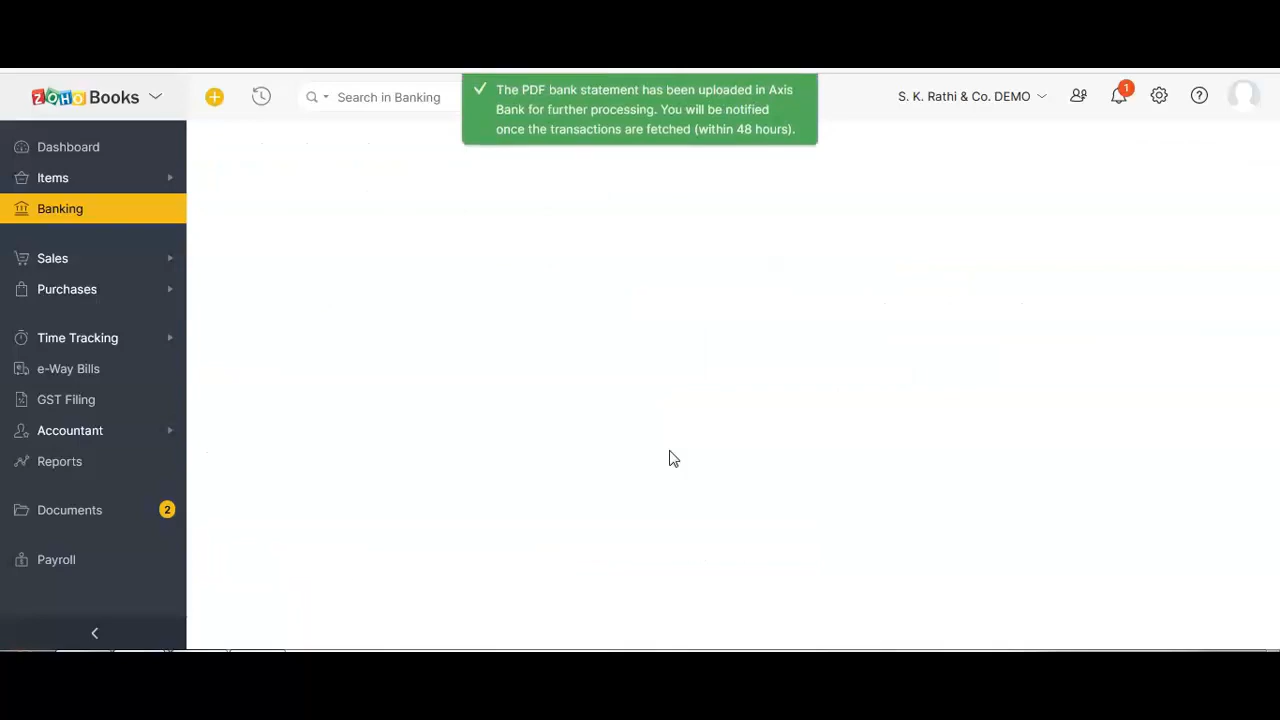 ZOHO Books
Search in Banking
The PDF bank statement has been uploaded in Axis
Bank for further processing. You will be notified
once the transactions are fetched (within 48 hours).
S. K. Rathi & Co. DEMO
1
Dashboard
Items
Banking
Sales
Purchases
Time Tracking
e-Way Bills
GST Filing
Accountant
Reports
Documents 2
Payroll